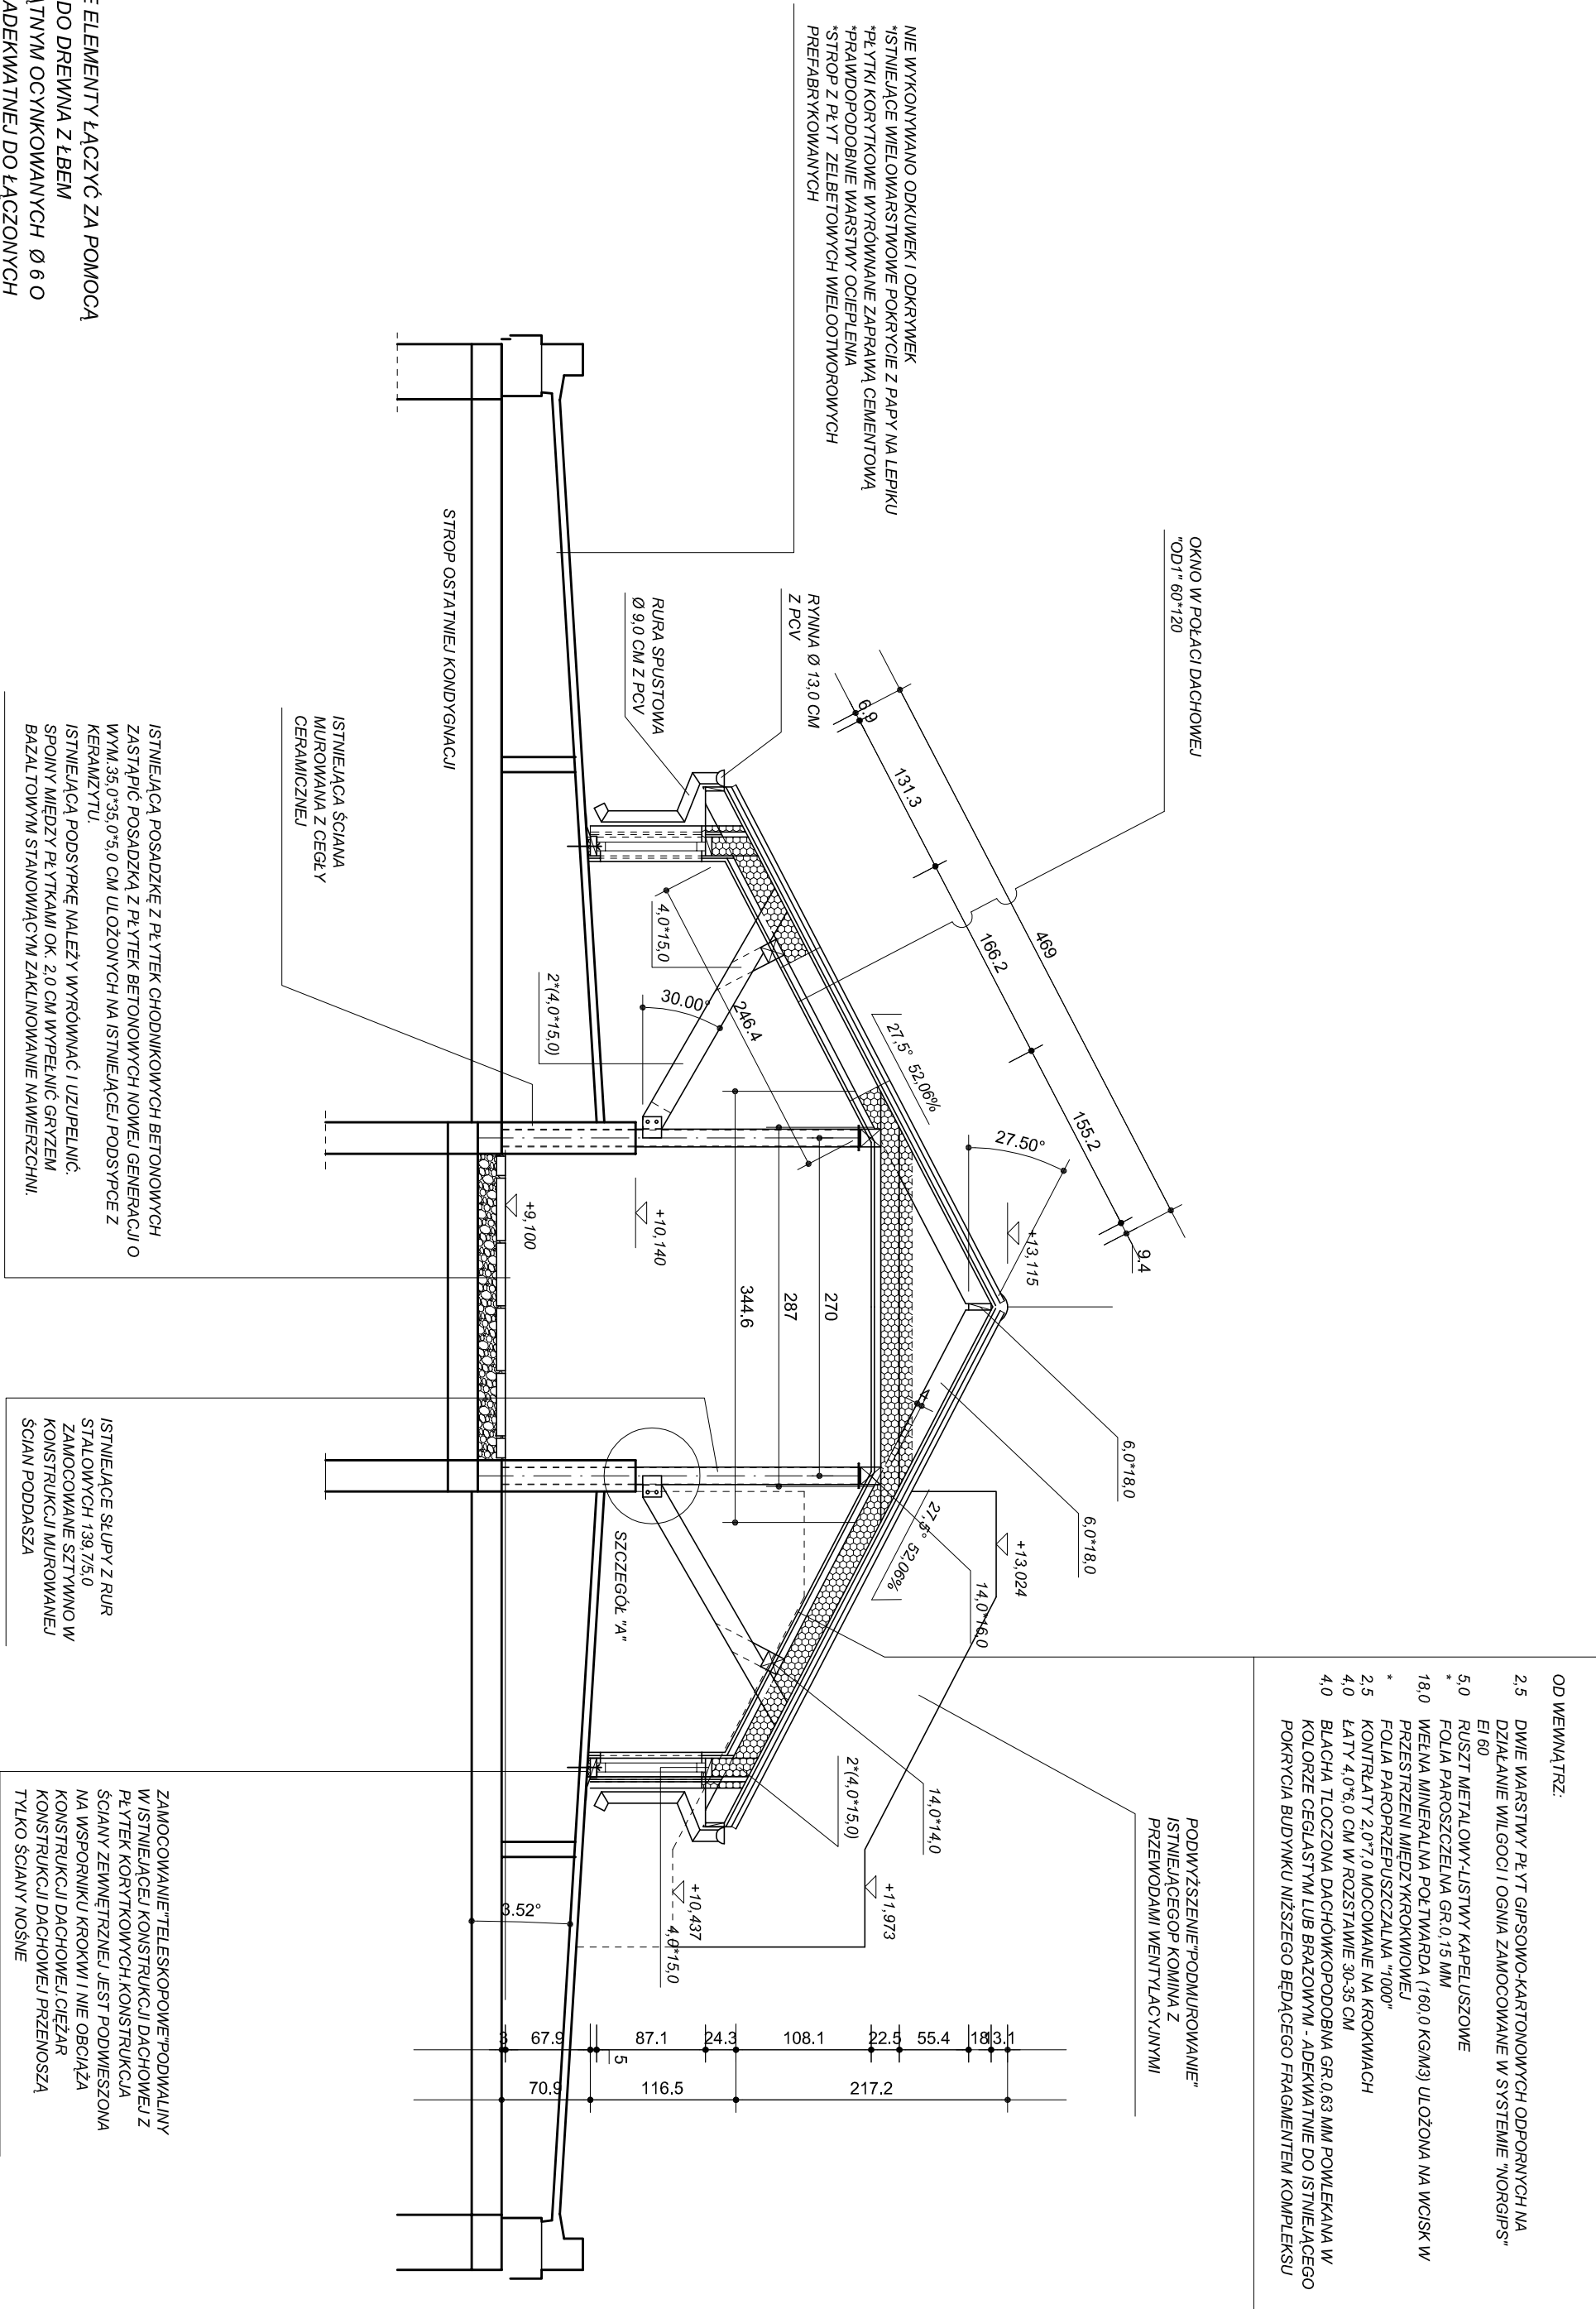 OD WEWNĄTRZ:
2,5 DWIE WARSTWY PŁYT GIPSOWO-KARTONOWYCH ODPORNYCH NA
DZIAŁANIE WILGOCI I OGNIA ZAMOCOWANE W SYSTEMIE "NORGIPS"
EI 60
5,0 RUSZT METALOWY-LISTWY KAPELUSZOWE
* FOLIA PAROSZCZELNA GR.0,15 MM
18,0 WEŁNA MINERALNA PÓŁTWARDA (160,0 KG/M3) UŁOŻONA NA WCISK W
PRZESTRZENI MIĘDZYKROKWIOWEJ
* FOLIA PAROPRZEPUSZCZALNA "1000"
2,5 KONTRŁATY 2,0*7,0 MOCOWANE NA KROKWIACH
4,0 ŁATY 4,0*6,0 CM W ROZSTAWIE 30-35 CM
4,0 BLACHA TŁOCZONA DACHÓWKOPODOBNA GR.0,63 MM POWLEKANA W
KOLORZE CEGLASTYM LUB BRĄZOWYM - ADEKWATNIE DO ISTNIEJĄCEGO
POKRYCIA BUDYNKU NIŻSZEGO BĘDĄCEGO FRAGMENTEM KOMPLEKSU
OKNO W POŁACI DACHOWEJ
"OD1" 60*120
PODWYŻSZENIE"PODMUROWANIE"
ISTNIEJĄCEGOP KOMINA Z
PRZEWODAMI WENTYLACYJNYMI
NIE WYKONYWANO ODKUWEK I ODKRYWEK
*ISTNIEJĄCE WIELOWARSTWOWE POKRYCIE Z PAPY NA LEPIKU
*PŁYTKI KORYTKOWE WYRÓWNANE ZAPRAWĄ CEMENTOWĄ
*PRAWDOPODOBNIE WARSTWY OCIEPLENIA
*STROP Z PŁYT ZELBETOWYCH WIELOOTWOROWYCH
PREFABRYKOWANYCH
RYNNA Ø 13,0 CM
Z PCV
RURA SPUSTOWA
Ø 9,0 CM Z PCV
6.9
131.3
166.2
155.2
9.4
469
27.50°
27,5° 52,06%
27,5° 52,06%
+13,115
+13,024
+11,973
+10,437
+10,140
+9,100
6,0*18,0
6,0*18,0
14,0*16,0
14,0*14,0
2*(4,0*15,0)
4,0*15,0
4,0*15,0
2*(4,0*15,0)
30.00°
246.4
4
270
287
344.6
SZCZEGÓŁ "A"
3.52°
3
67.9
5
87.1
24.3
108.1
22.5
55.4
18
13.1
70.9
116.5
217.2
STROP OSTATNIEJ KONDYGNACJI
ISTNIEJĄCA ŚCIANA
MUROWANA Z CEGŁY
CERAMICZNEJ
ISTNIEJĄCĄ POSADZKĘ Z PŁYTEK CHODNIKOWYCH BETONOWYCH
ZASTĄPIĆ POSADZKĄ Z PŁYTEK BETONOWYCH NOWEJ GENERACJI O
WYM.35,0*35,0*5,0 CM UŁOŻONYCH NA ISTNIEJĄCEJ PODSYPCE Z
KERAMZYTU.
ISTNIEJĄCĄ PODSYPKĘ NALEŻY WYRÓWNAĆ I UZUPEŁNIĆ.
SPOINY MIĘDZY PŁYTKAMI OK. 2,0 CM WYPEŁNIĆ GRYZEM
BAZALTOWYM STANOWIĄCYM ZAKLINOWANIE NAWIERZCHNI.
ISTNIEJĄCE SŁUPY Z RUR
STALOWYCH 139,7/5,0
ZAMOCOWANE SZTYWNO W
KONSTRUKCJI MUROWANEJ
ŚCIAN PODDASZA
ZAMOCOWANIE"TELESKOPOWE"PODWALINY
W ISTNIEJĄCEJ KONSTRUKCJI DACHOWEJ Z
PŁYTEK KORYTKOWYCH.KONSTRUKCJA
ŚCIANY ZEWNĘTRZNEJ JEST PODWIESZONA
NA WSPORNIKU KROKWI I NIE OBCIĄŻA
KONSTRUKCJI DACHOWEJ.CIĘŻAR
KONSTRUKCJI DACHOWEJ PRZENOSZĄ
TYLKO ŚCIANY NOŚNE
ELEMENTY ŁĄCZYĆ ZA POMOCĄ
DO DREWNA Z ŁBEM
ĄTNYM OCYNKOWANYCH Ø 6 O
ADEKWATNEJ DO ŁĄCZONYCH